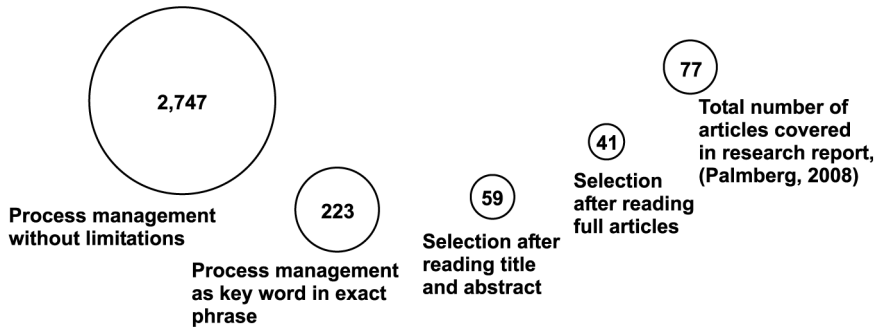 2,747
Process management
without limitations
223
Process management
as key word in exact
phrase
59
Selection after
reading title
and abstract
41
Selection
after reading
full articles
77
Total number of
articles covered
in research report,
(Palmberg, 2008)